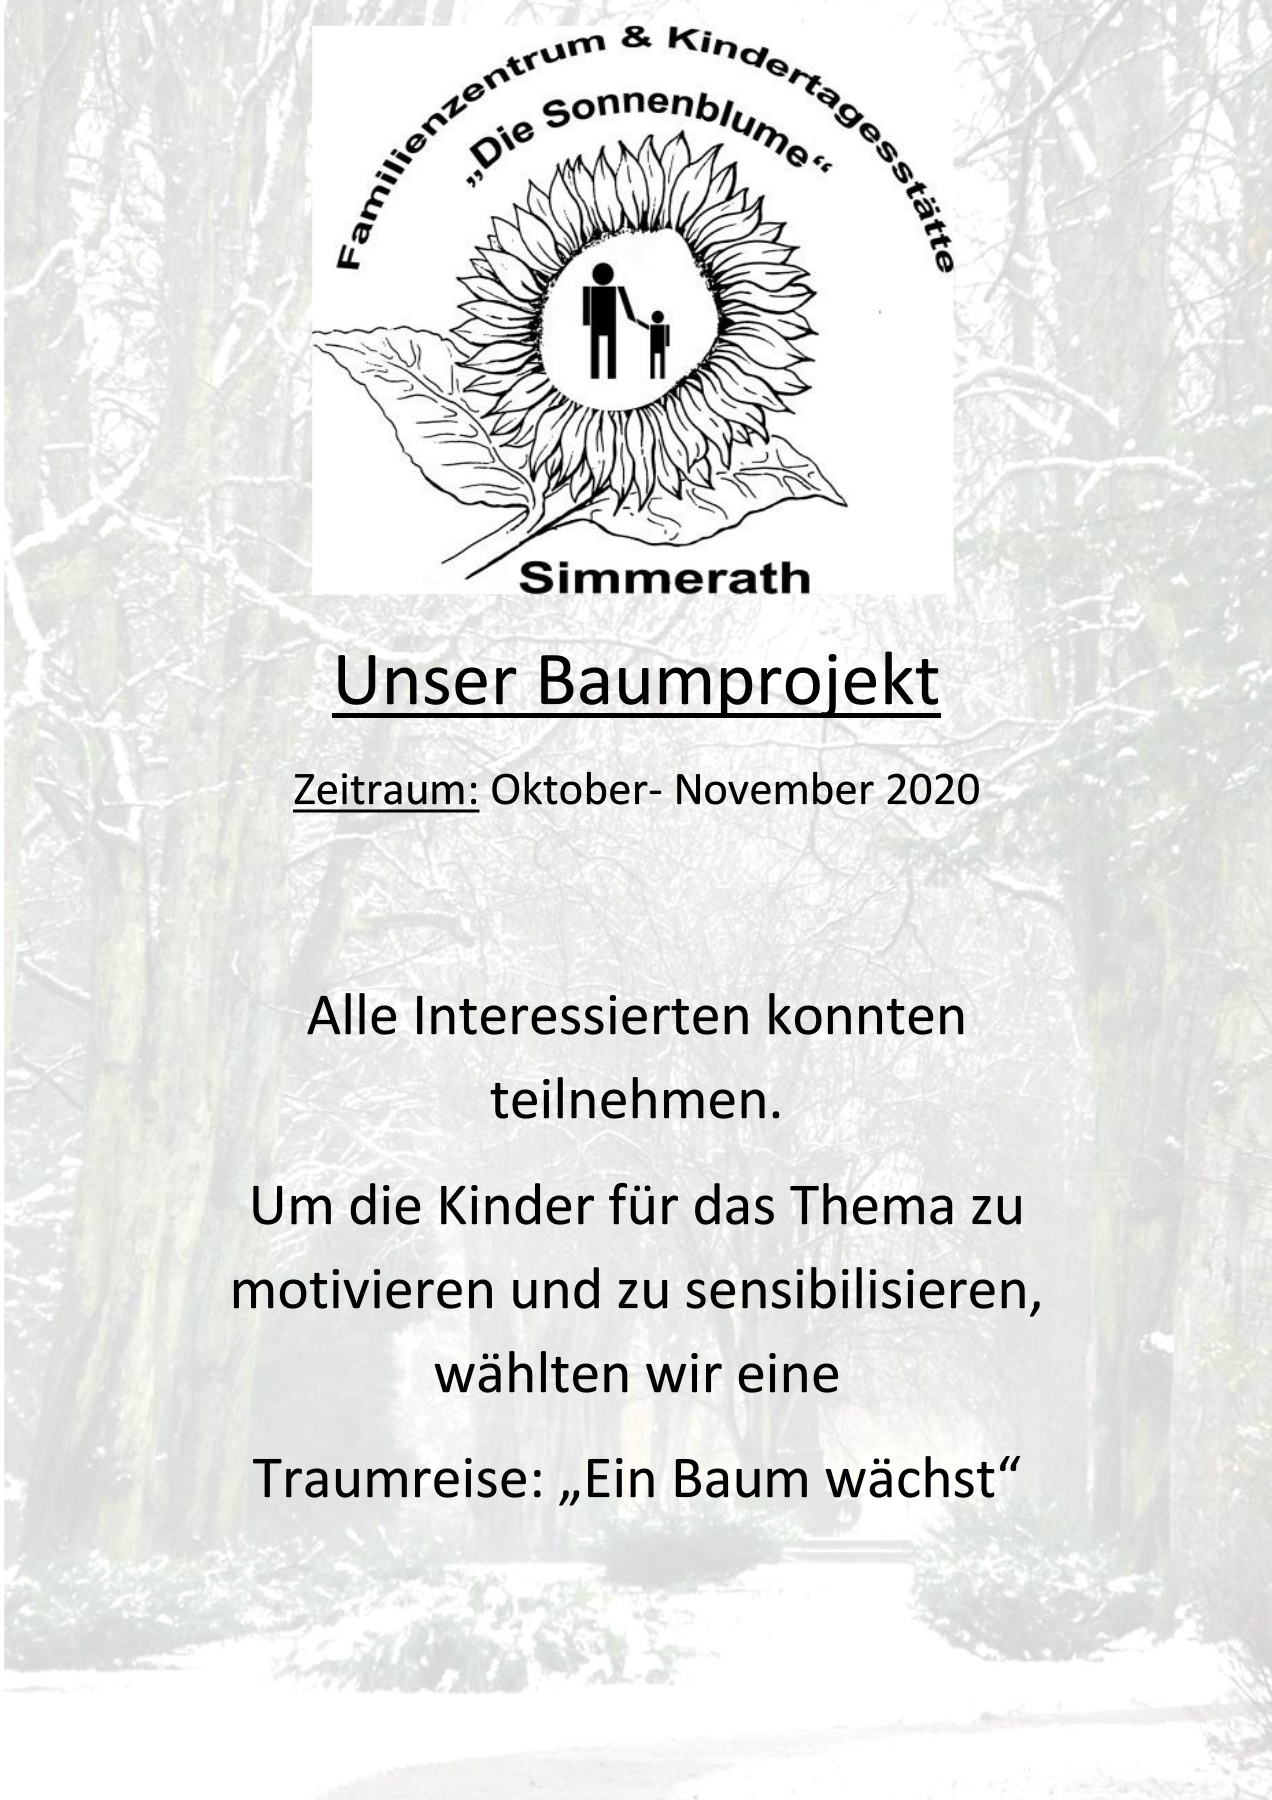 Familienzentrum & Kindertagesstätte
„Die Sonnenblume“
Simmerath
Unser Baumprojekt
Zeitraum: Oktober- November 2020
Alle Interessierten konnten
teilnehmen.
Um die Kinder für das Thema zu
motivieren und zu sensibilisieren,
wählten wir eine
Traumreise: „Ein Baum wächst“